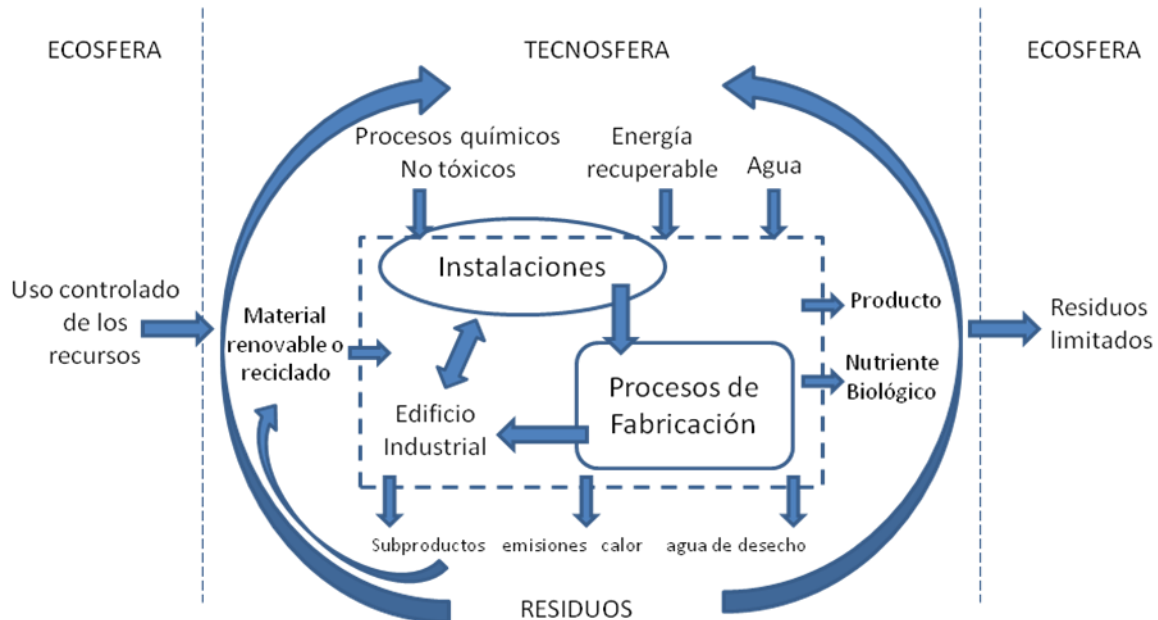 ECOSFERA
TECNOSFERA
ECOSFERA
Procesos químicos
No tóxicos
Energía
recuperable
Agua
Instalaciones
Uso controlado
de los
recursos
Material
renovable o
reciclado
Producto
Nutriente
Biológico
Residuos
limitados
Procesos de
Fabricación
Edificio
Industrial
Subproductos emisiones calor agua de desecho
RESIDUOS